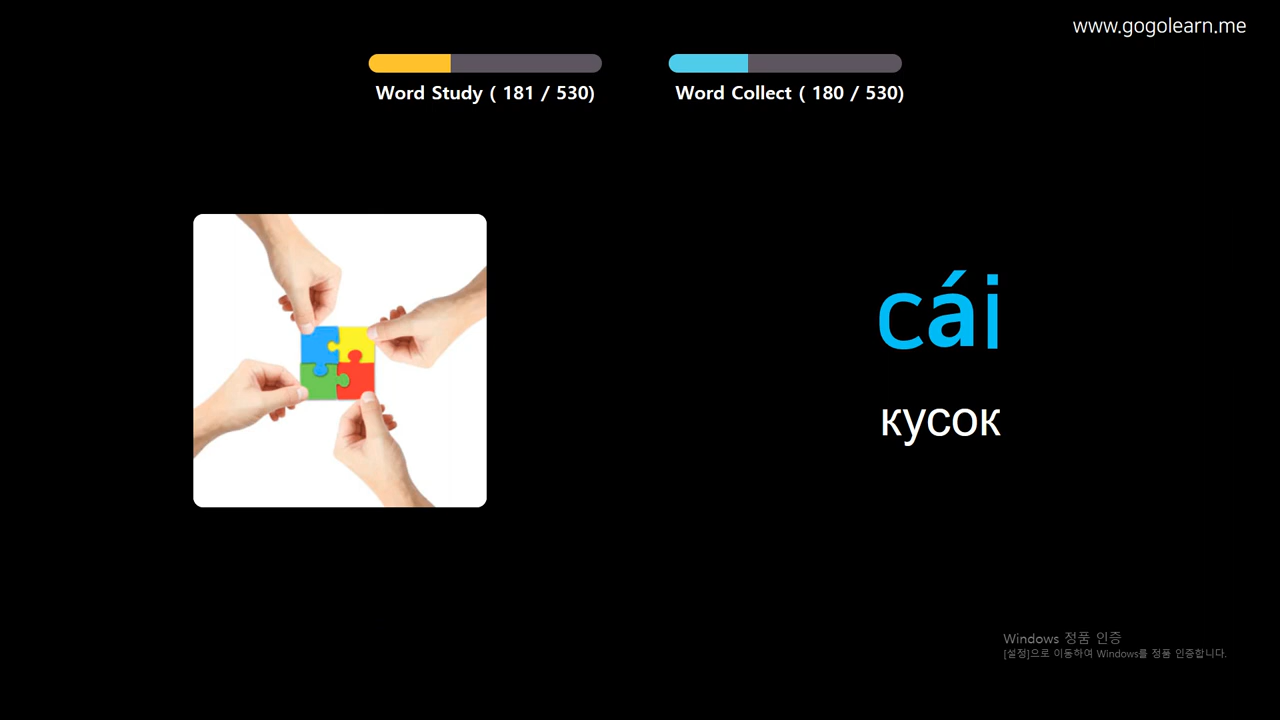 www.gogolearn.me
Word Study ( 181 / 530)
Word Collect ( 180 / 530)
cái
кусок
Windows 정품 인증
[설정]으로 이동하여 Windows를 정품 인증합니다.